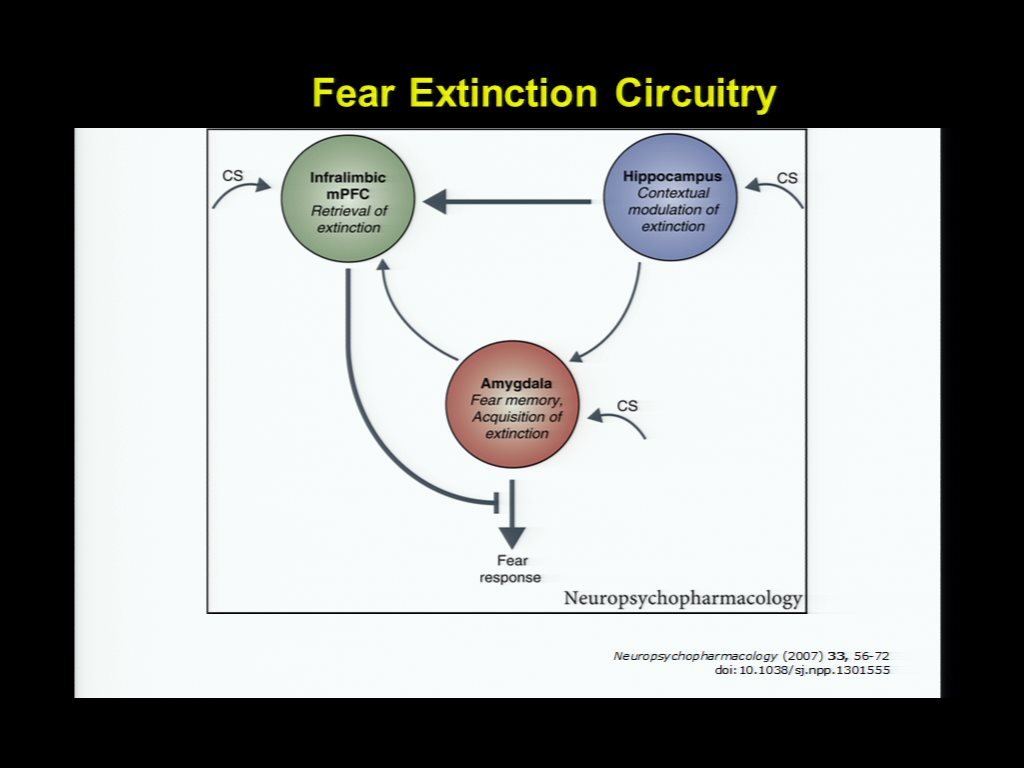 Fear Extinction Circuitry
CS
Infralimbic
mPFC
Retrieval of
extinction
Hippocampus
Contextual
modulation of
extinction
CS
Amygdala
Fear memory,
Acquisition of
extinction
CS
Fear
response
Neuropsychopharmacology
Neuropsychopharmacology (2007) 33, 56-72
doi:10.1038/sj.npp.1301555